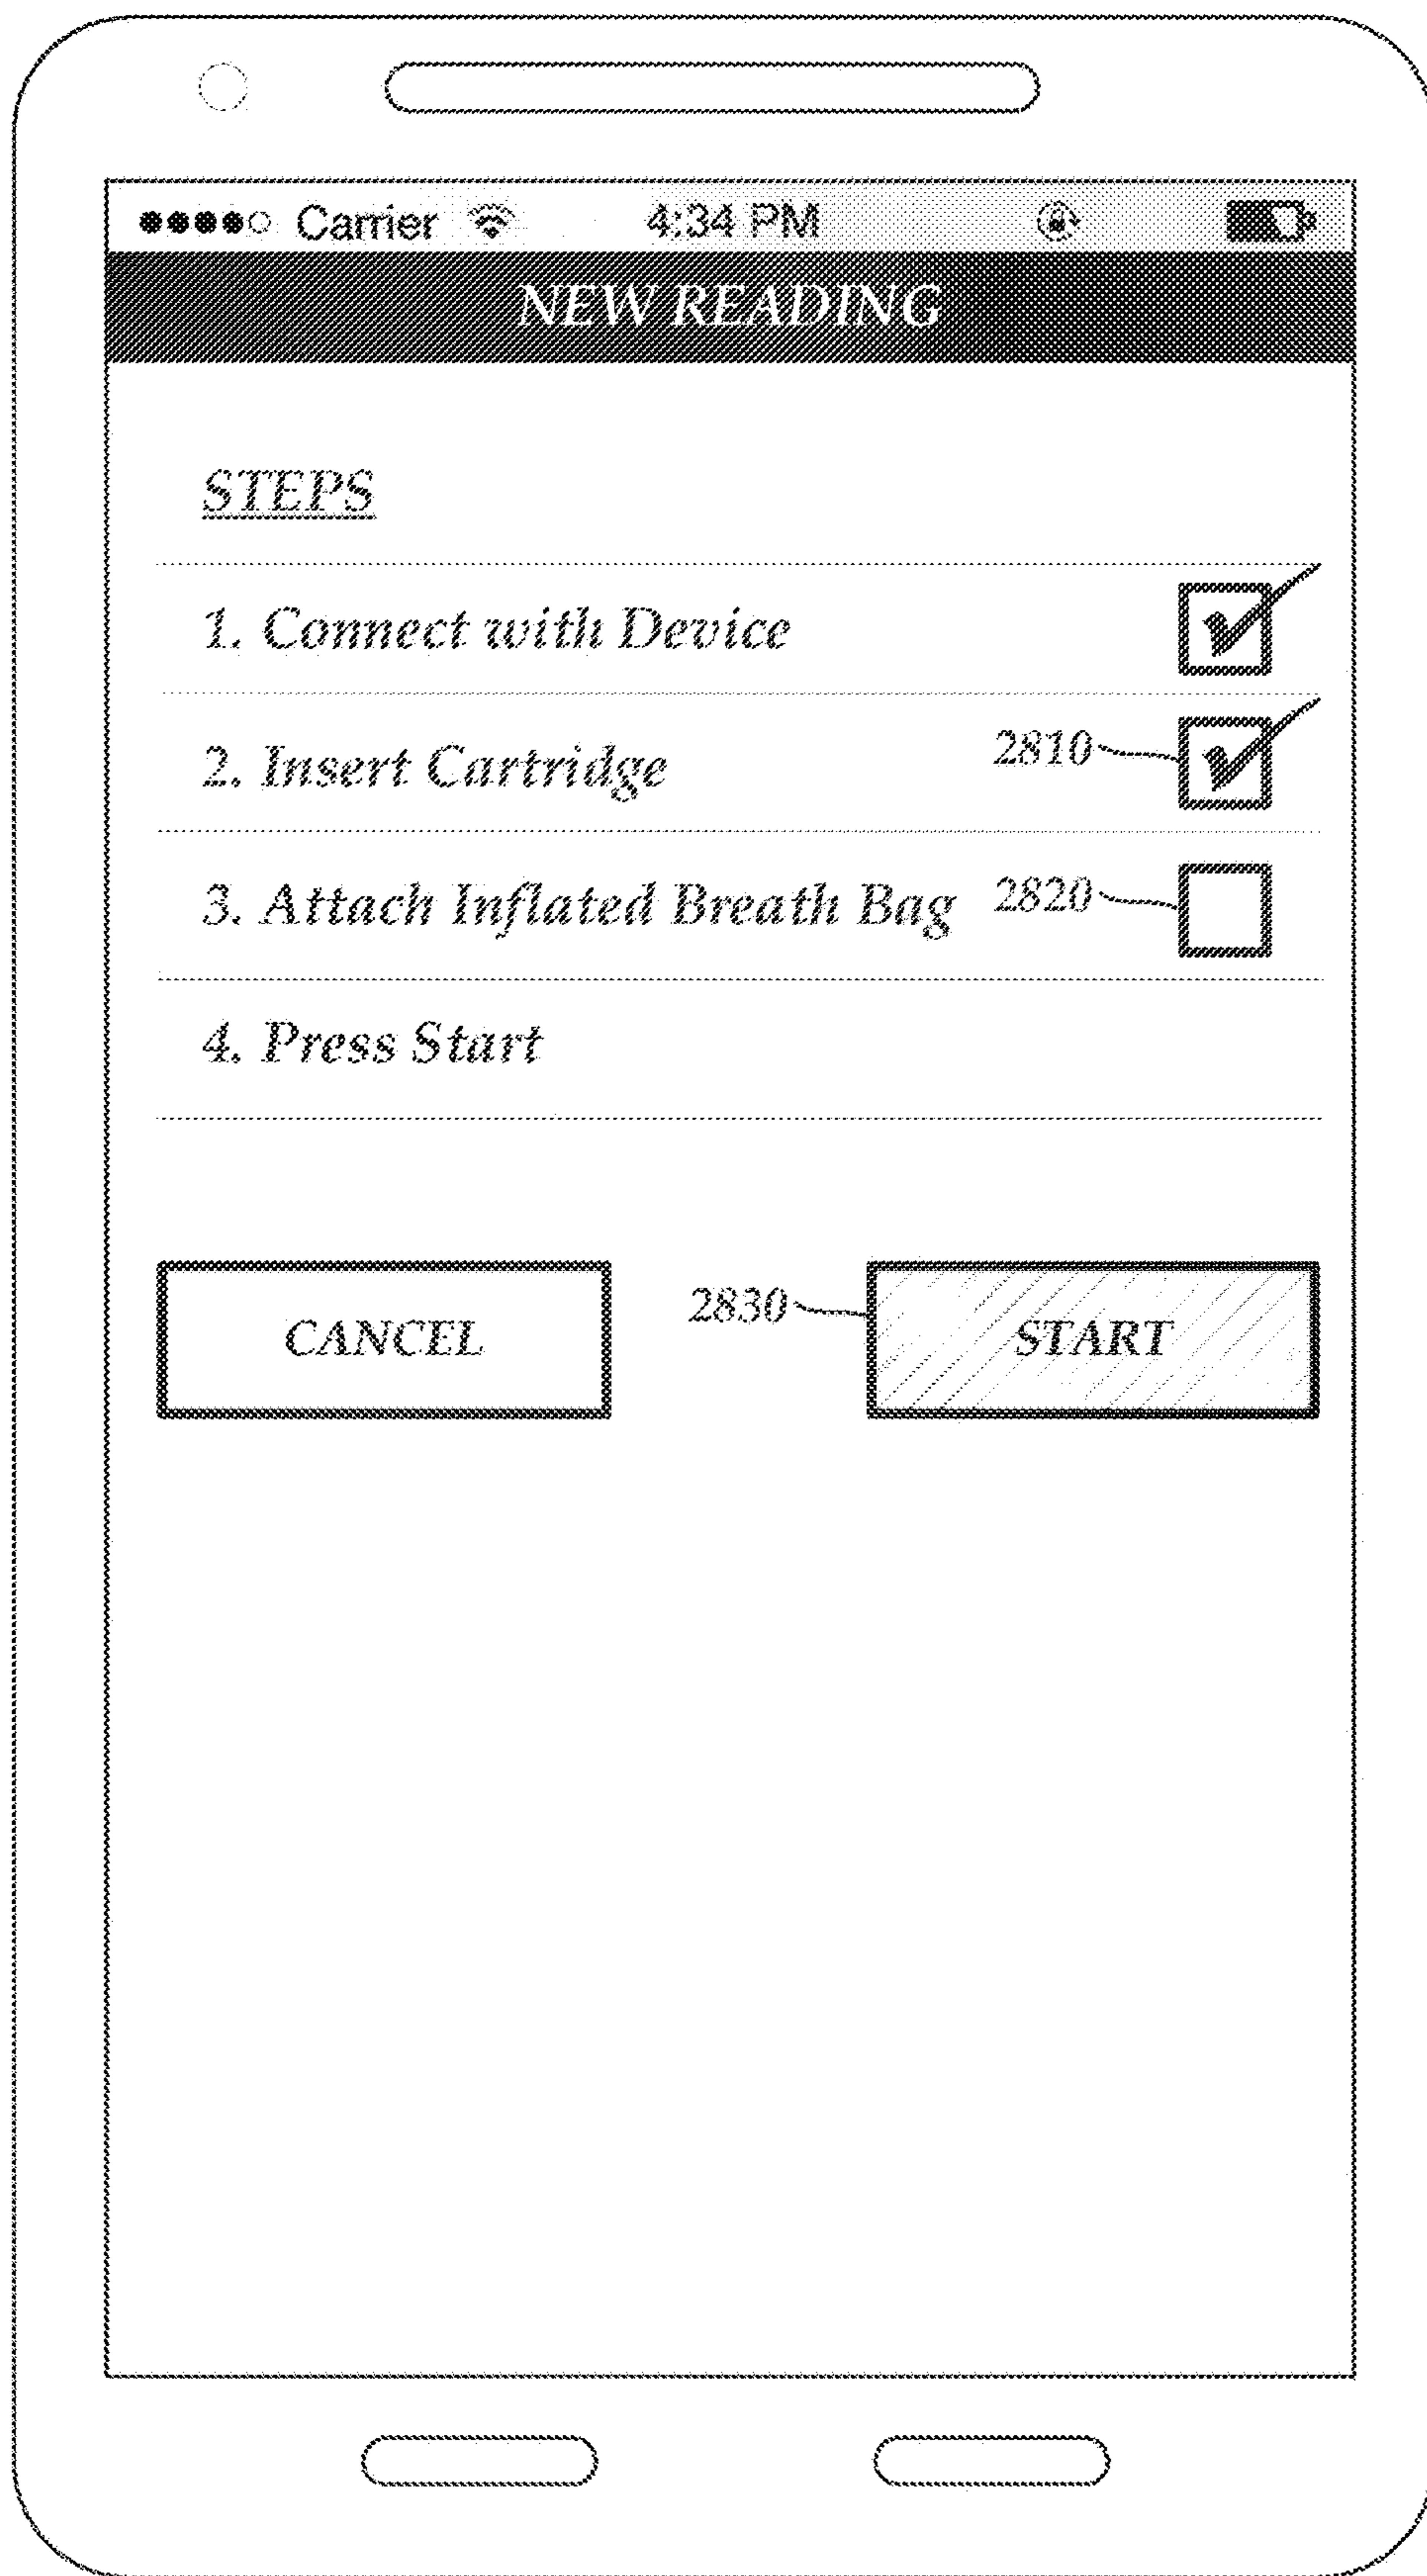 Carrier 4:34 PM
NEW READING
STEPS
1. Connect with Device
2. Insert Cartridge 2810
3. Attach Inflated Breath Bag 2820
4. Press Start
CANCEL 2830 START